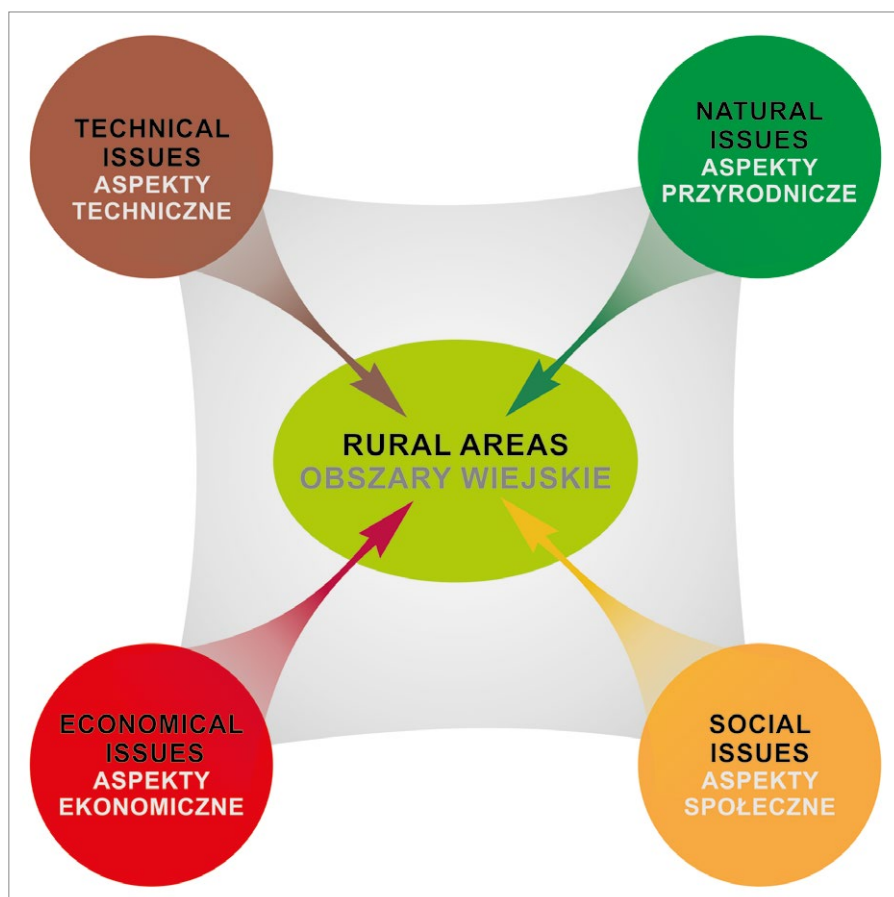 TECHNICAL
ISSUES
ASPEKTY
TECHNICZNE
NATURAL
ISSUES
ASPEKTY
PRZYRODNICZE
RURAL AREAS
OBSZARY WIEJSKIE
ECONOMICAL
ISSUES
ASPEKTY
EKONOMICZNE
SOCIAL
ISSUES
ASPEKTY
SPOŁECZNE